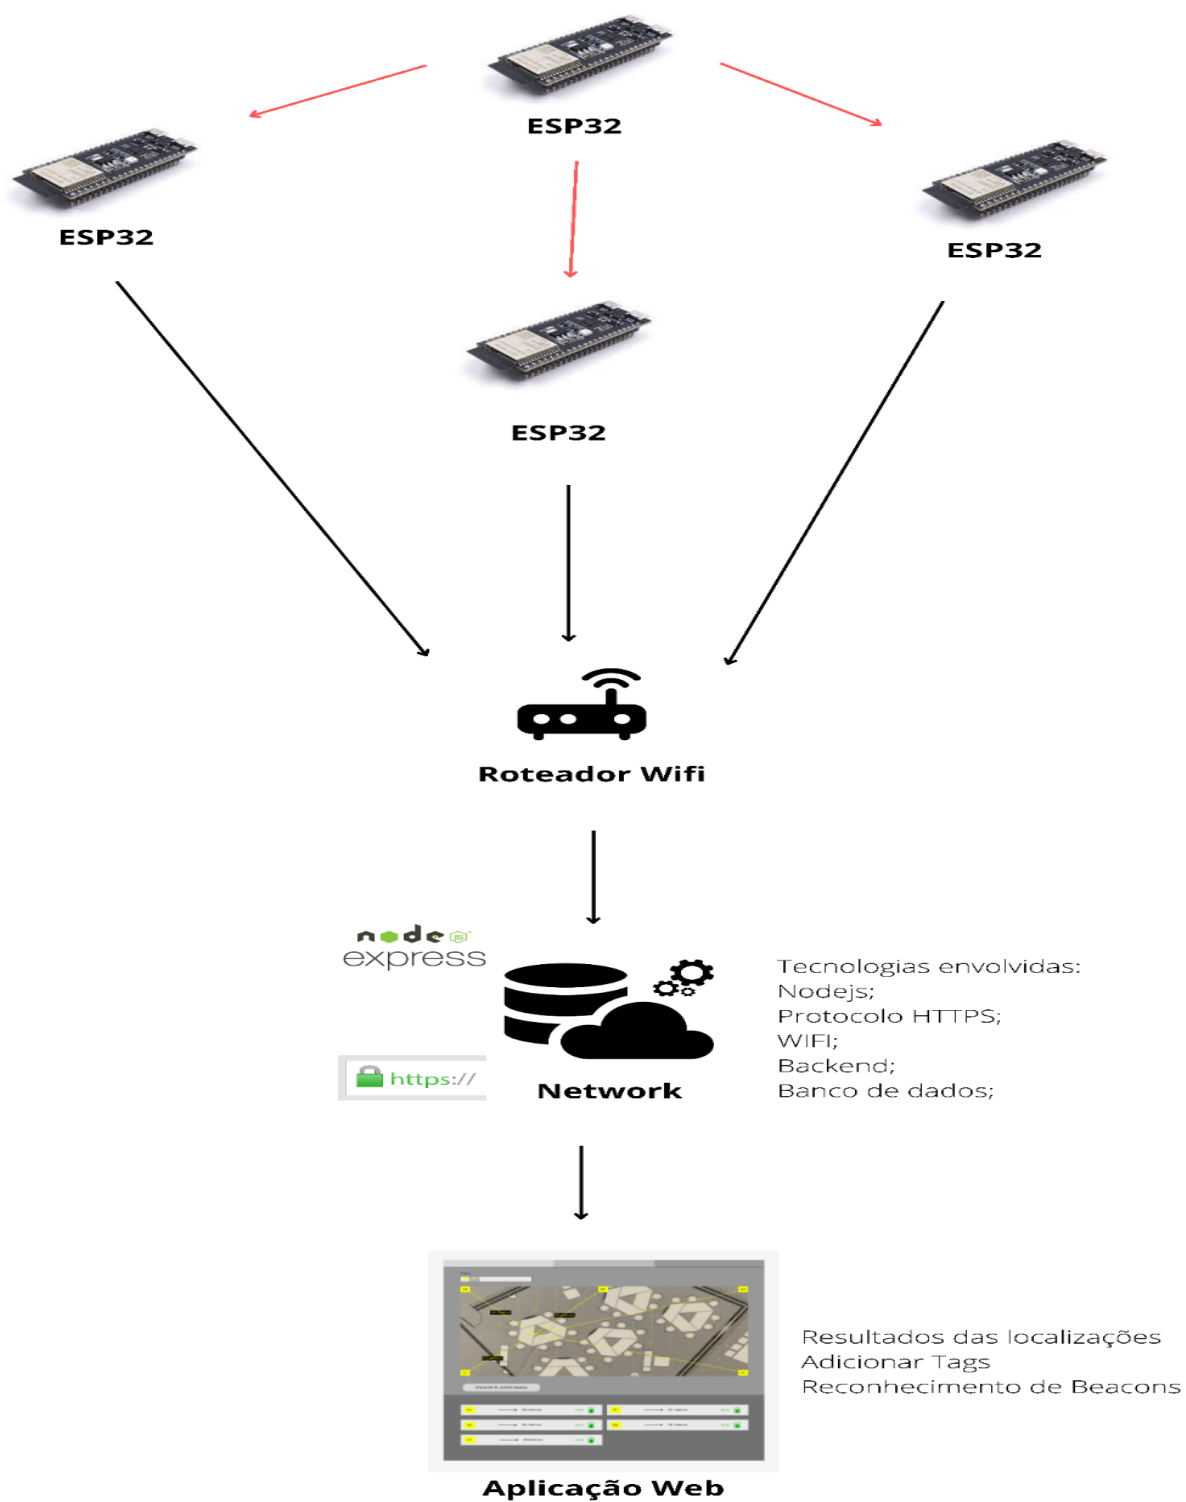 ESP32
ESP32
ESP32
ESP32
Roteador Wifi
node JS
express
https://
Network
Tecnologias envolvidas:
Nodejs;
Protocolo HTTPS;
WIFI;
Backend;
Banco de dados;
Resultados das localizações
Adicionar Tags
Reconhecimento de Beacons
Aplicação Web